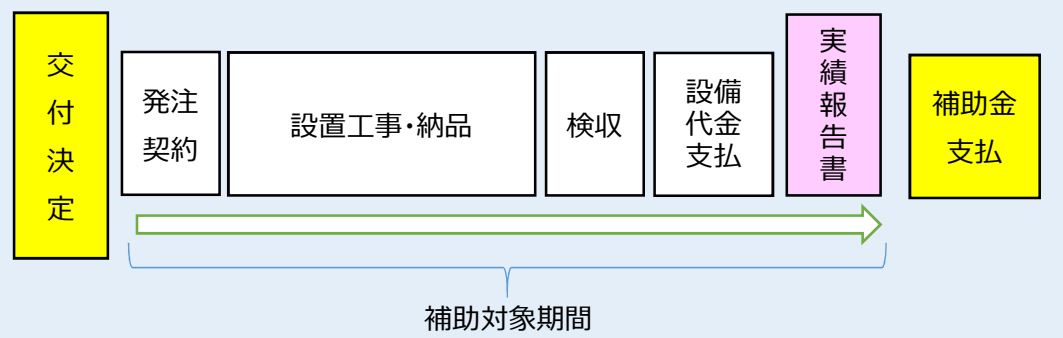 交付決定
発注
契約
設置工事・納品
検収
設備
代金
支払
実績報告書
補助金
支払
補助対象期間